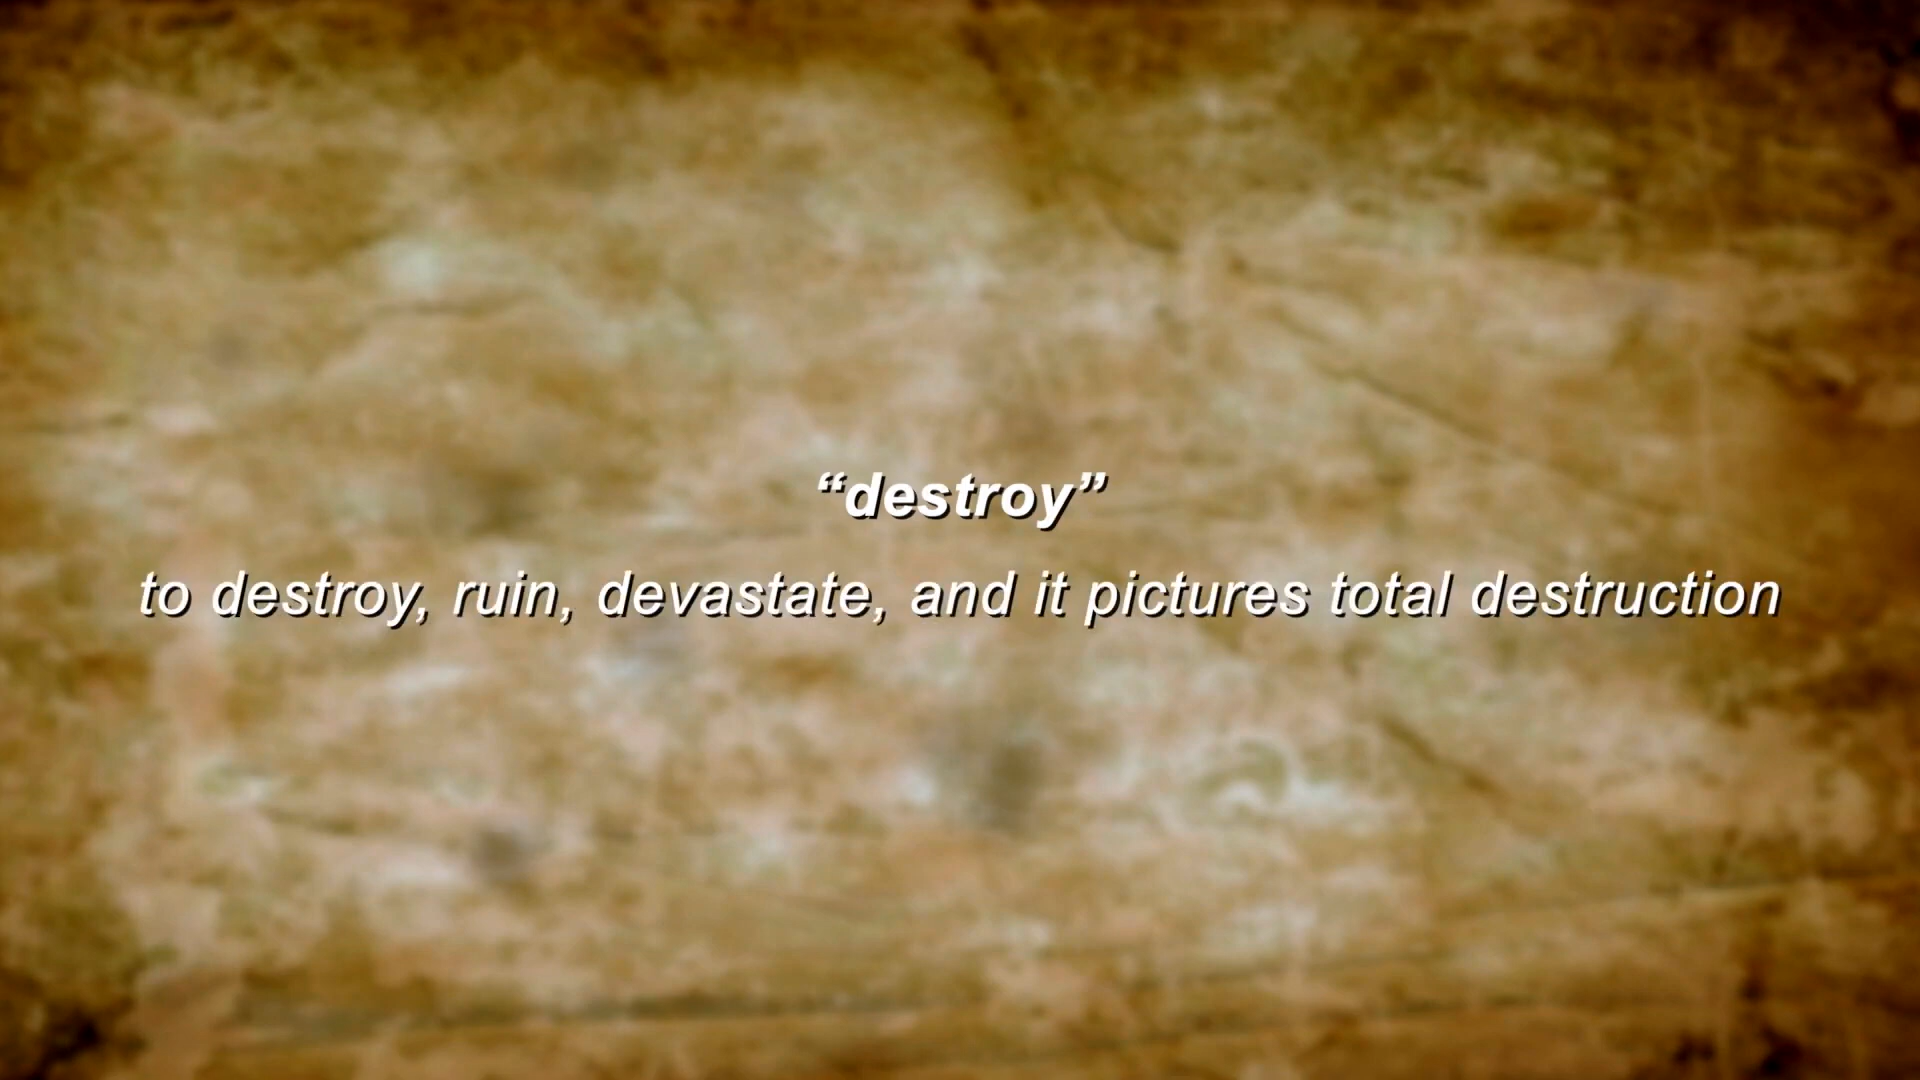 “destroy”
to destroy, ruin, devastate, and it pictures total destruction